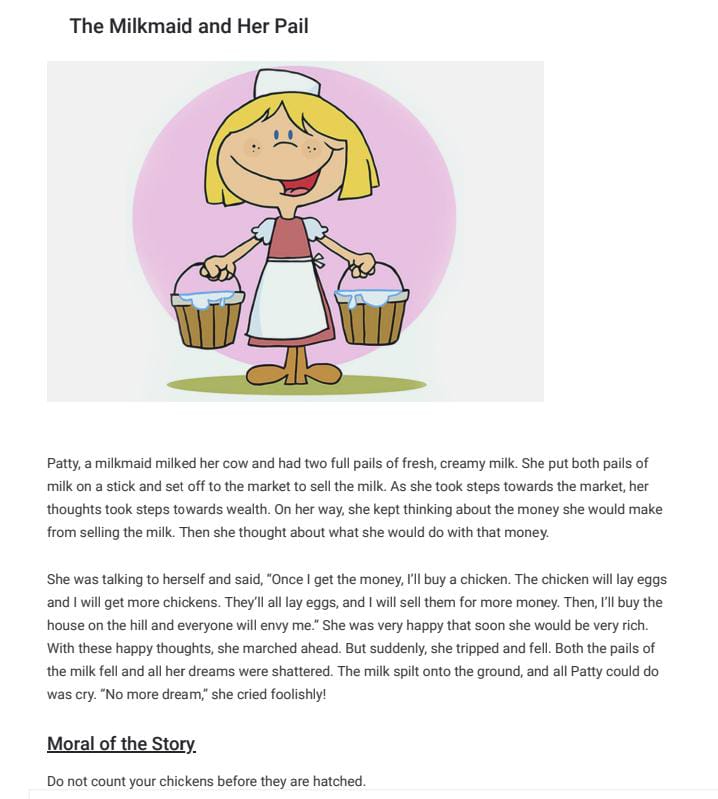 The Milkmaid and Her Pail
Patty, a milkmaid milked her cow and had two full pails of fresh, creamy milk. She put both pails of
milk on a stick and set off to the market to sell the milk. As she took steps towards the market, her
thoughts took steps towards wealth. On her way, she kept thinking about the money she would make
from selling the milk. Then she thought about what she would do with that money.
She was talking to herself and said, “Once I get the money, I’ll buy a chicken. The chicken will lay eggs
and I will get more chickens. They’ll all lay eggs, and I will sell them for more money. Then, I’ll buy the
house on the hill and everyone will envy me.” She was very happy that soon she would be very rich.
With these happy thoughts, she marched ahead. But suddenly, she tripped and fell. Both the pails of
the milk fell and all her dreams were shattered. The milk spilt onto the ground, and all Patty could do
was cry. “No more dream,” she cried foolishly!
Moral of the Story
Do not count your chickens before they are hatched.